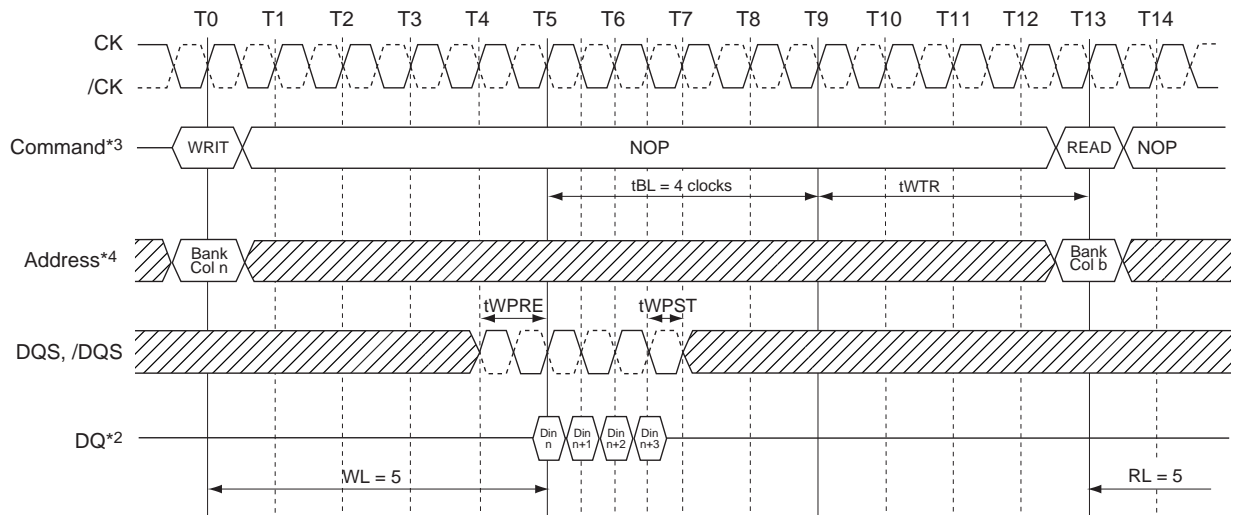 T0 T1 T2 T3 T4 T5 T6 T7 T8 T9 T10 T11 T12 T13 T14
CK
/CK
Command*3 WRIT NOP READ NOP
tBL = 4 clocks tWTR
Address*4 Bank Col n Bank Col b
tWPRE tWPST
DQS, /DQS
DQ*2 Din n Din n+1 Din n+2 Din n+3
WL = 5 RL = 5